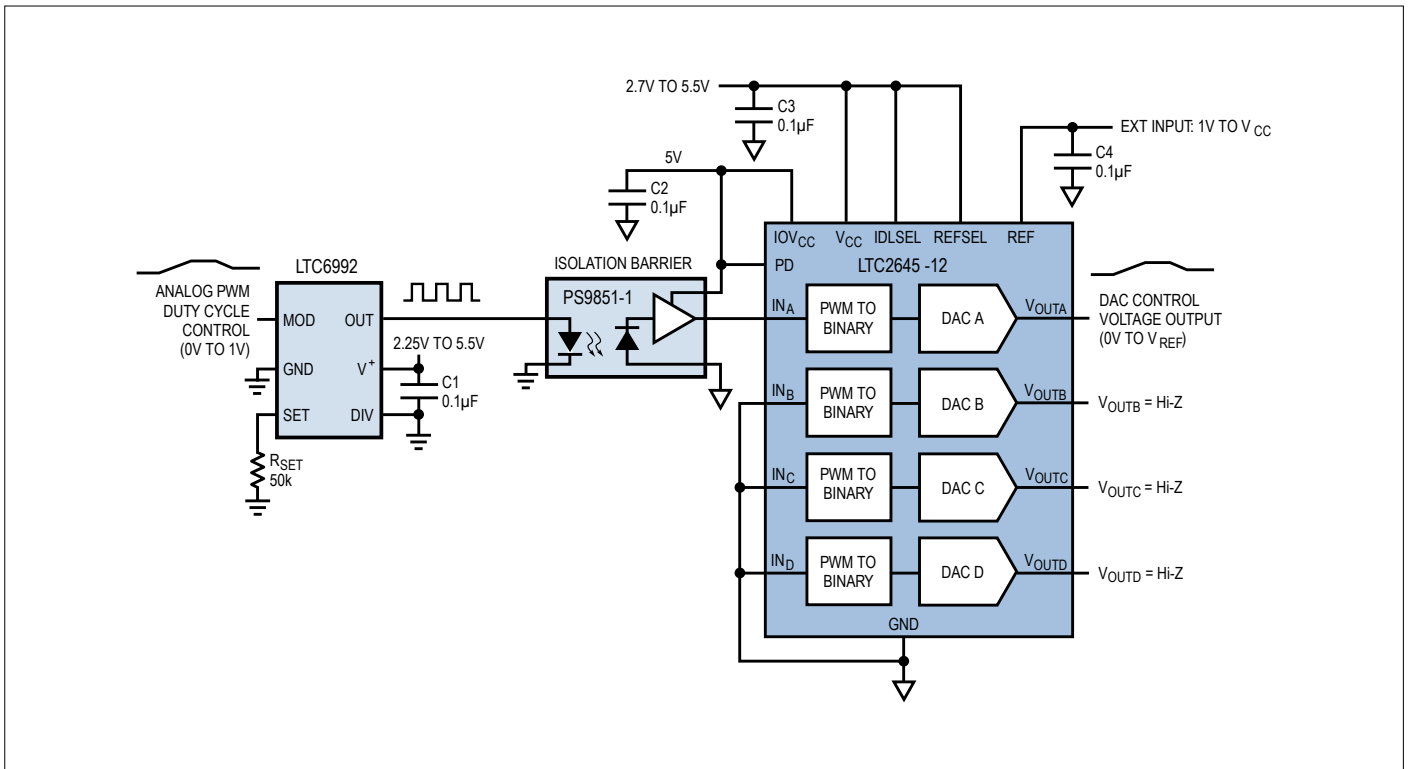 2.7V TO 5.5V
C3
0.1µF
EXT INPUT: 1V TO VCC
C4
0.1µF
5V
C2
0.1µF
IOVCC
VCC
IDLSEL
REFSEL
REF
PD
LTC2645 -12
ISOLATION BARRIER
PS9851-1
LTC6992
ANALOG PWM
DUTY CYCLE
CONTROL
(0V TO 1V)
MOD
OUT
GND
V+
SET
DIV
2.25V TO 5.5V
C1
0.1µF
RSET
50k
INA
PWM TO
BINARY
DAC A
VOUTA
DAC CONTROL
VOLTAGE OUTPUT
(0V TO VREF)
INB
PWM TO
BINARY
DAC B
VOUTB
VOUTB = Hi-Z
INC
PWM TO
BINARY
DAC C
VOUTC
VOUTC = Hi-Z
IND
PWM TO
BINARY
DAC D
VOUTD
VOUTD = Hi-Z
GND